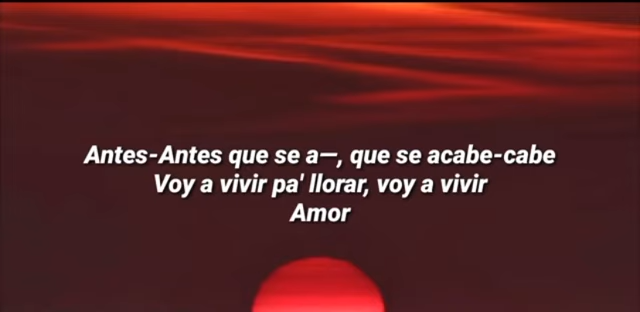 Antes-Antes que se a—, que se acabe-cabe
Voy a vivir pa' llorar, voy a vivir
Amor